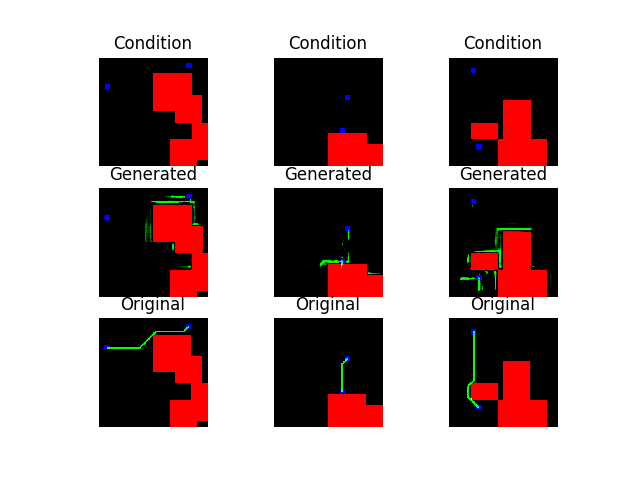 Condition Condition Condition
Generated Generated Generated
Original Original Original